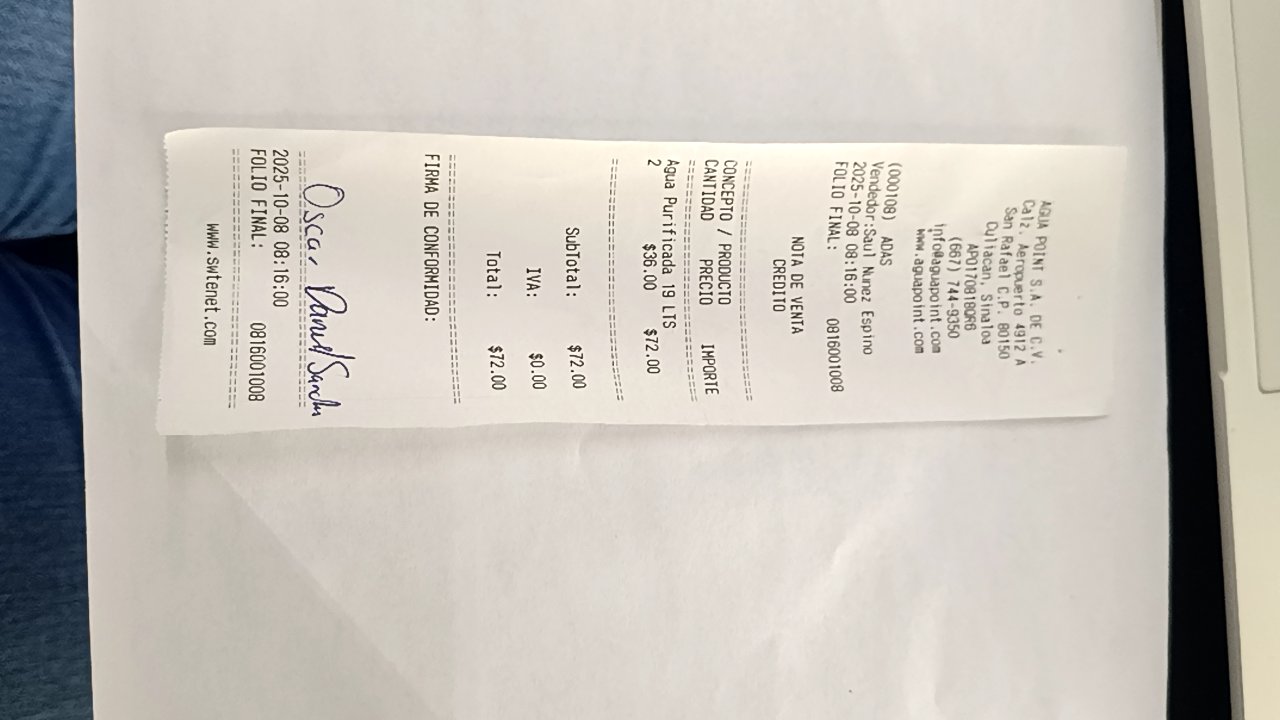 AGUA POINT S.A. DE C.V.
Calz. Aeropuerto 4912 A
San Rafael C.P. 80150
Culiacan, Sinaloa
APO170818QR6
(667) 744-9350
info@aguapoint.com
www.aguapoint.com
(000108) ADAS
Vendedor:Saul Nunez Espino
2025-10-08 08:16:00
FOLIO FINAL: 0816001008
NOTA DE VENTA
CREDITO
CONCEPTO / PRODUCTO
CANTIDAD PRECIO IMPORTE
Agua Purificada 19 LTS
2 $36.00 $72.00
SubTotal: $72.00
IVA: $0.00
Total: $72.00
FIRMA DE CONFORMIDAD:
Oscar Daniel Sanchez
2025-10-08 08:16:00
FOLIO FINAL: 0816001008
www.swtenet.com